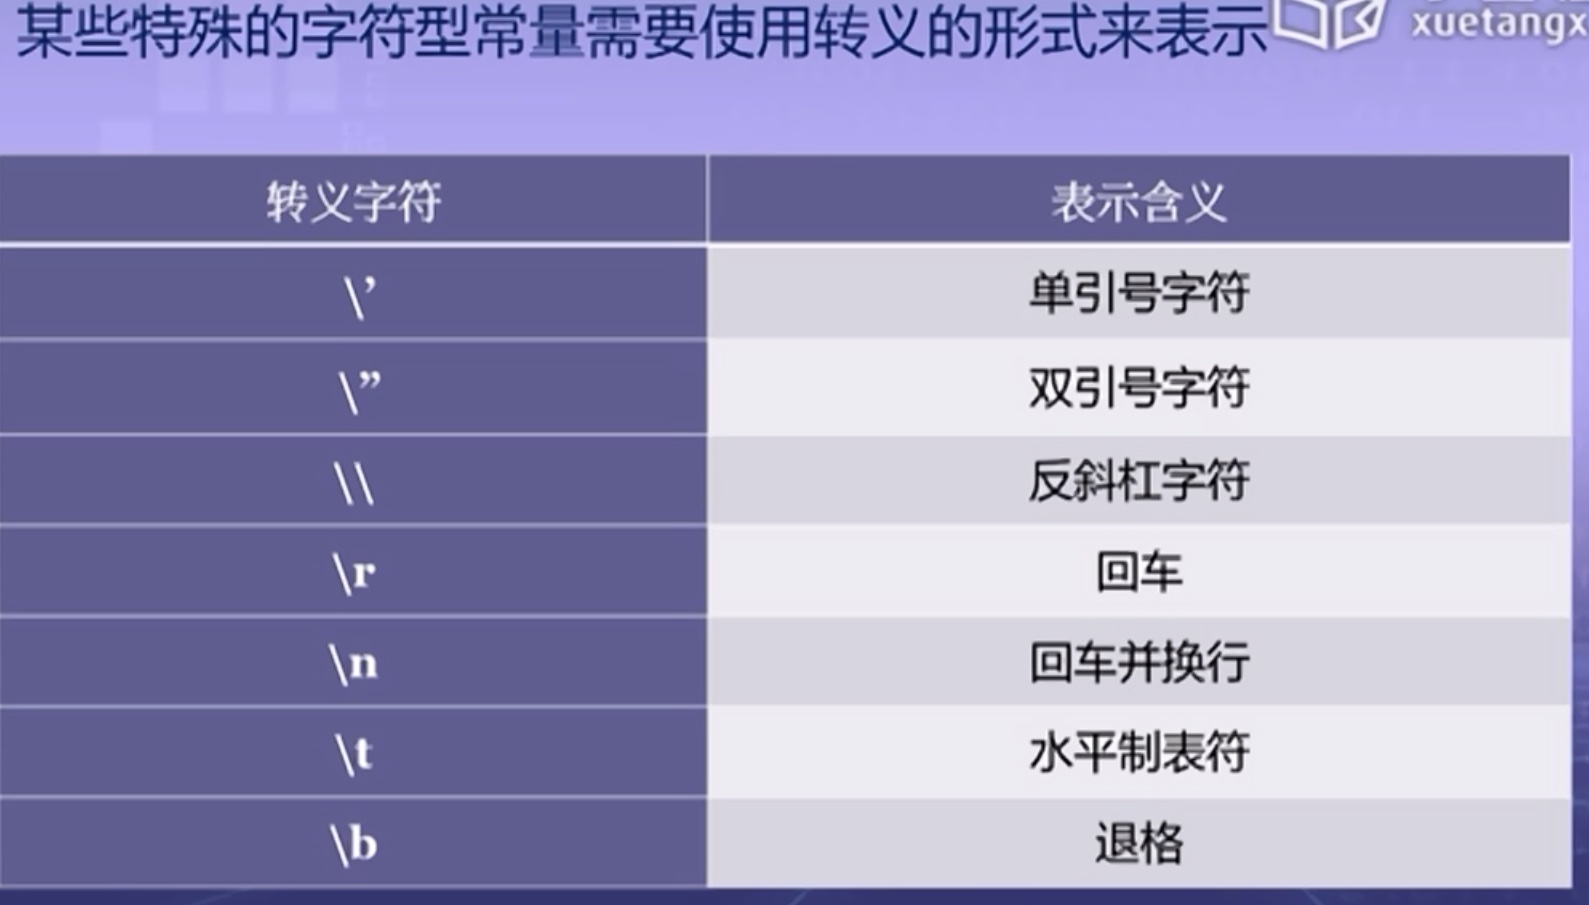 某些特殊的字符型常量需要使用转义的形式来表示
xuetangx
转义字符 表示含义
\’ 单引号字符
\” 双引号字符
\\ 反斜杠字符
\r 回车
\n 回车并换行
\t 水平制表符
\b 退格